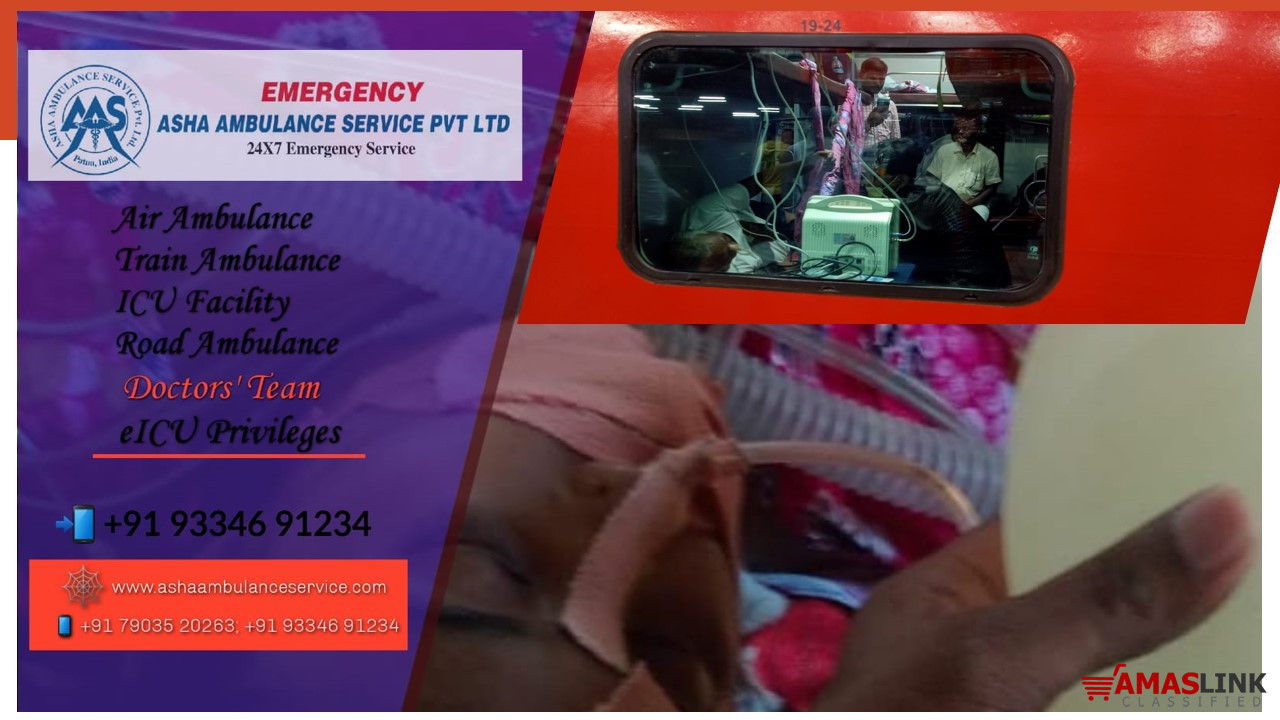 19-24
ASHA AMBULANCE SERVICE Pvt. Ltd.
AAS
Patna, India
EMERGENCY
ASHA AMBULANCE SERVICE PVT LTD
24X7 Emergency Service
Air Ambulance
Train Ambulance
ICU Facility
Road Ambulance
Doctors' Team
eICU Privileges
+91 93346 91234
www.ashaambulanceservice.com
+91 79035 20263; +91 93346 91234
AMASLINK
CLASSIFIED